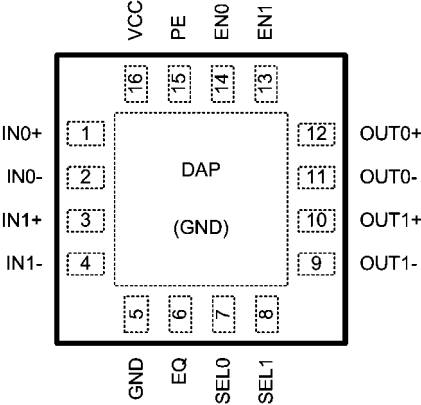 VCC PE EN0 EN1
16 15 14 13
IN0+ 1 12 OUT0+
IN0- 2 11 OUT0-
IN1+ 3 10 OUT1+
IN1- 4 9 OUT1-
DAP
(GND)
5 6 7 8
GND EQ SEL0 SEL1